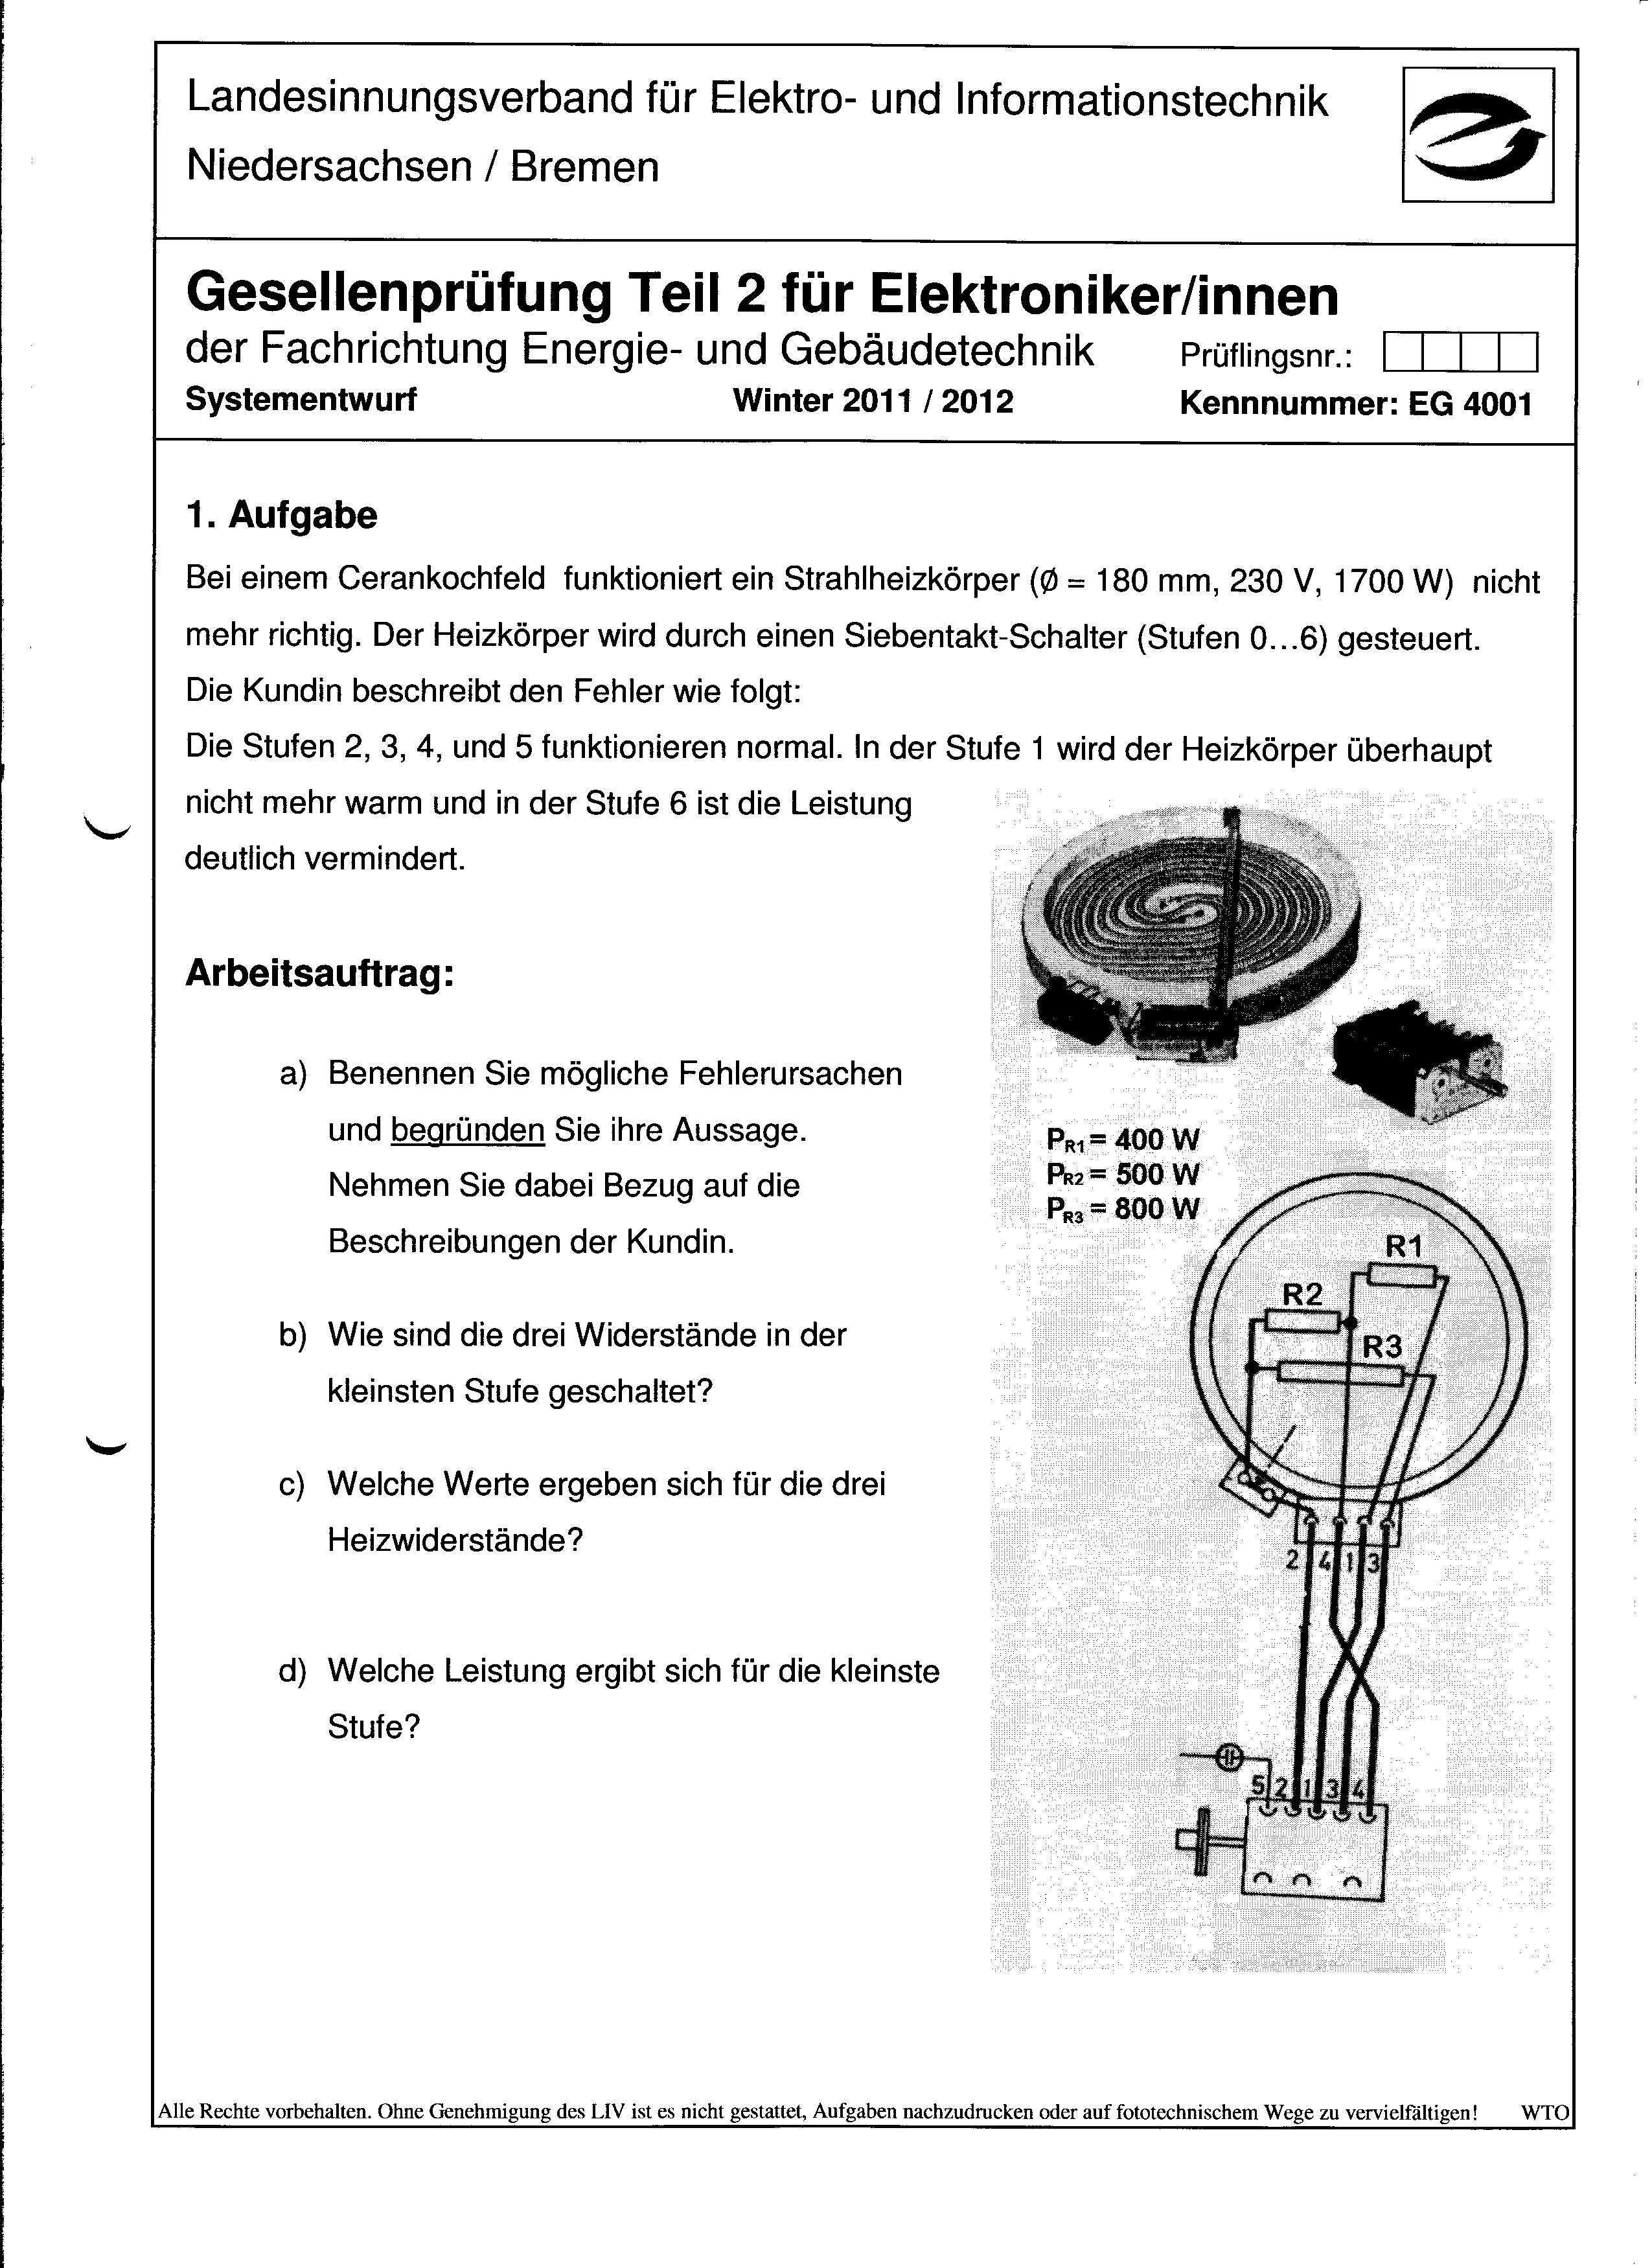 Landesinnungsverband für Elektro- und Informationstechnik
Niedersachsen / Bremen
Gesellenprüfung Teil 2 für Elektroniker/innen
der Fachrichtung Energie- und Gebäudetechnik Prüflingsnr.:
Systementwurf Winter 2011 / 2012 Kennnummer: EG 4001
1. Aufgabe
Bei einem Cerankochfeld funktioniert ein Strahlheizkörper (Ø = 180 mm, 230 V, 1700 W) nicht
mehr richtig. Der Heizkörper wird durch einen Siebentakt-Schalter (Stufen 0...6) gesteuert.
Die Kundin beschreibt den Fehler wie folgt:
Die Stufen 2, 3, 4, und 5 funktionieren normal. In der Stufe 1 wird der Heizkörper überhaupt
nicht mehr warm und in der Stufe 6 ist die Leistung
deutlich vermindert.
Arbeitsauftrag:
a) Benennen Sie mögliche Fehlerursachen
und begründen Sie ihre Aussage.
Nehmen Sie dabei Bezug auf die
Beschreibungen der Kundin.
b) Wie sind die drei Widerstände in der
kleinsten Stufe geschaltet?
c) Welche Werte ergeben sich für die drei
Heizwiderstände?
d) Welche Leistung ergibt sich für die kleinste
Stufe?
PR1 = 400 W
PR2 = 500 W
PR3 = 800 W
R1
R2
R3
2 4 1 3
5 2 1 3 4
Alle Rechte vorbehalten. Ohne Genehmigung des LIV ist es nicht gestattet, Aufgaben nachzudrucken oder auf fototechnischem Wege zu vervielfältigen! WTO